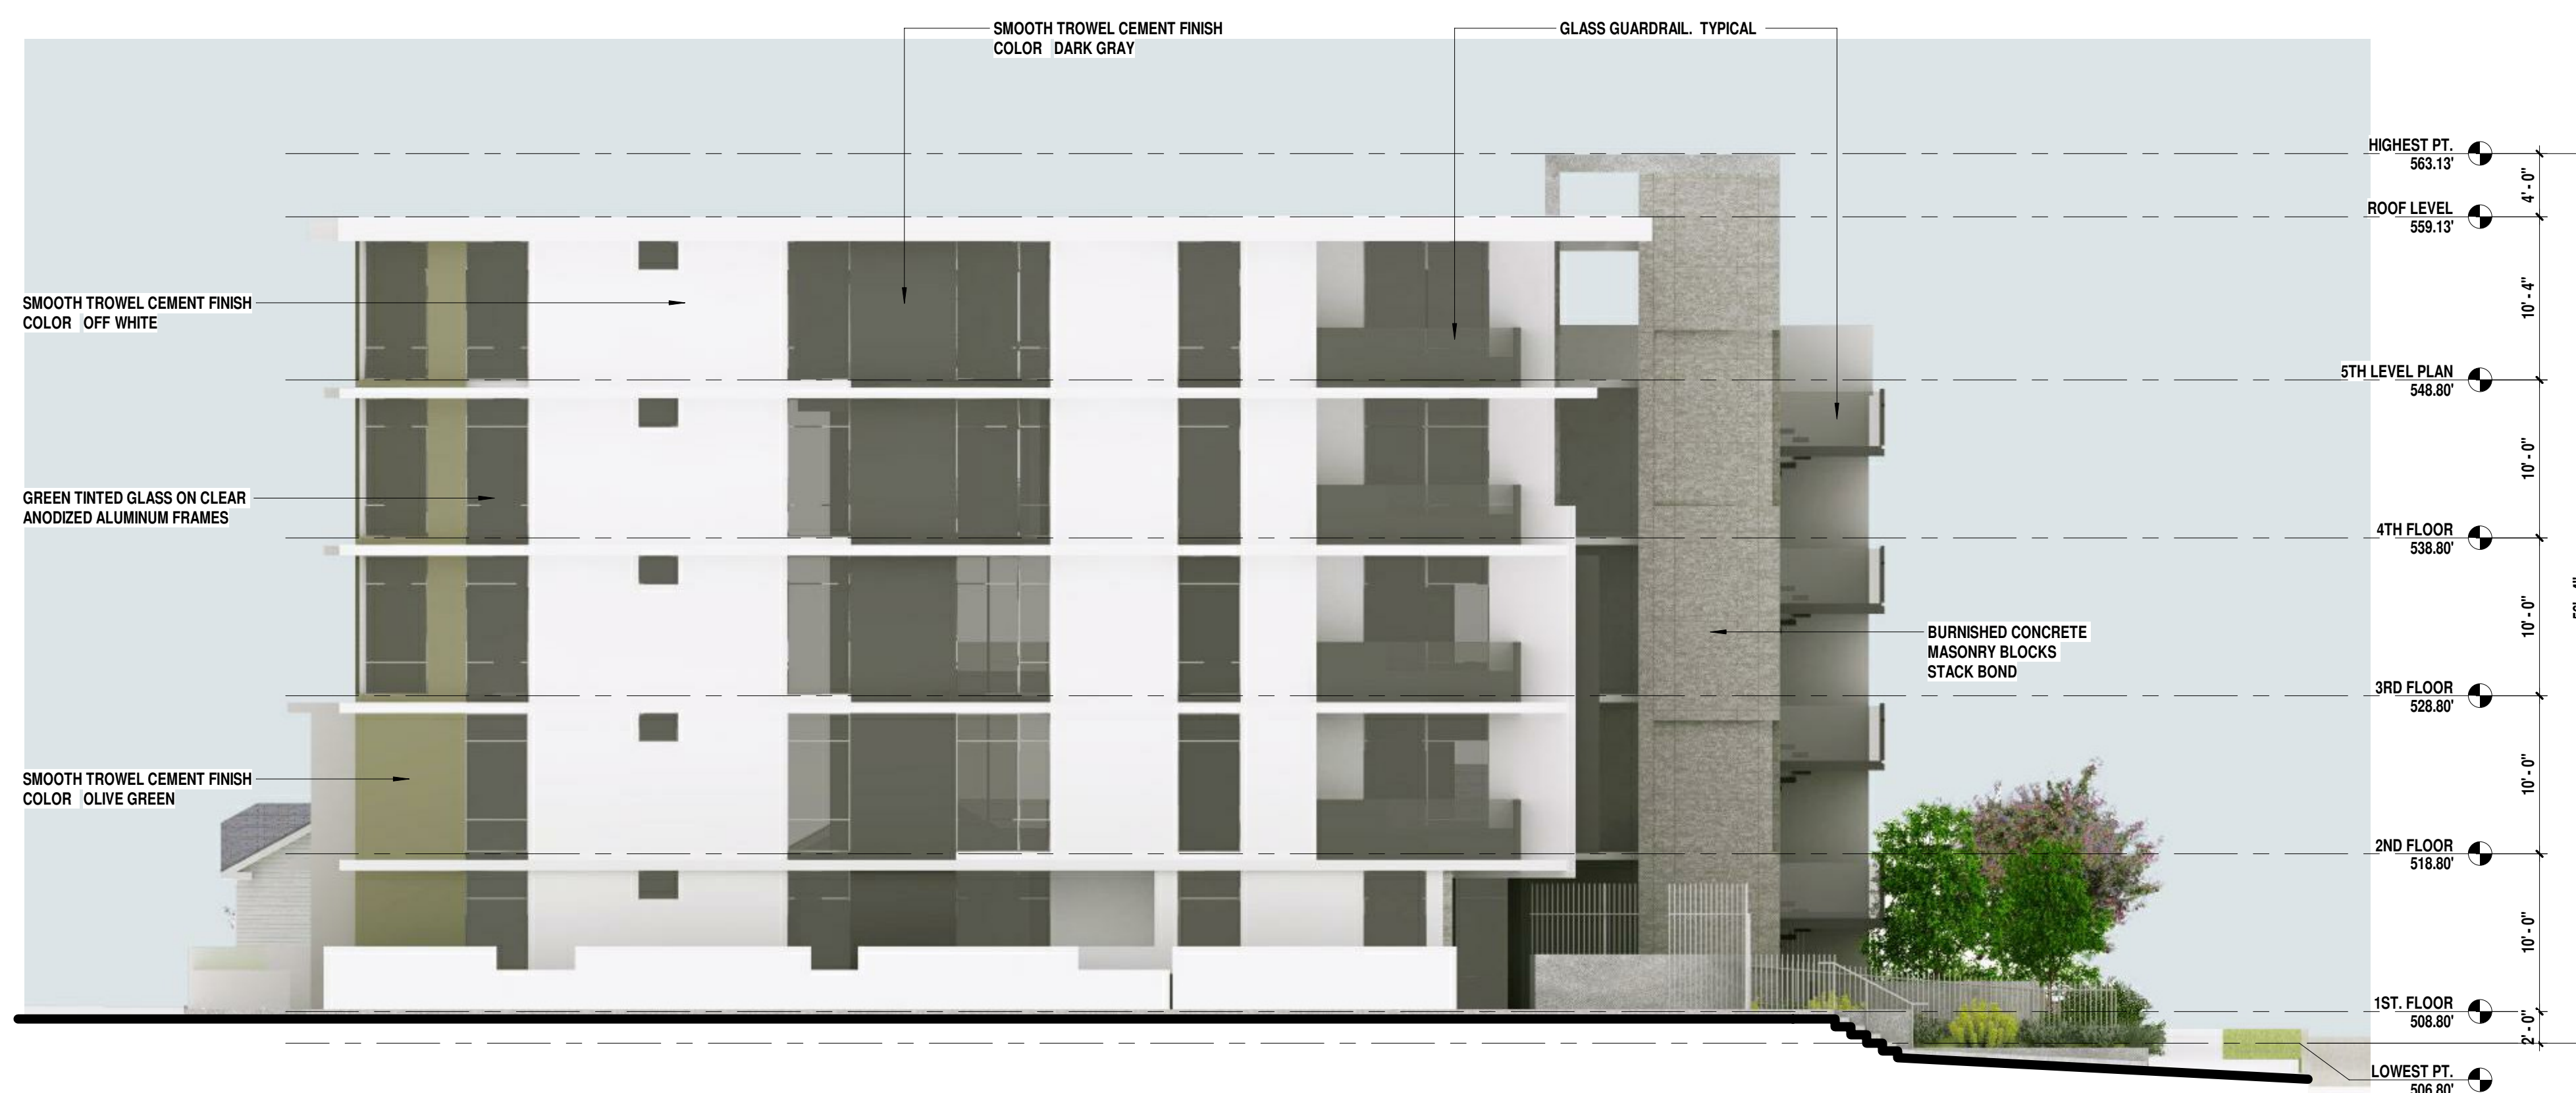 SMOOTH TROWEL CEMENT FINISH
COLOR DARK GRAY
GLASS GUARDRAIL. TYPICAL
HIGHEST PT.
563.13'
4' - 0"
ROOF LEVEL
559.13'
SMOOTH TROWEL CEMENT FINISH
COLOR OFF WHITE
10' - 4"
5TH LEVEL PLAN
548.80'
GREEN TINTED GLASS ON CLEAR
ANODIZED ALUMINUM FRAMES
10' - 0"
4TH FLOOR
538.80'
10' - 0"
BURNISHED CONCRETE
MASONRY BLOCKS
STACK BOND
3RD FLOOR
528.80'
SMOOTH TROWEL CEMENT FINISH
COLOR OLIVE GREEN
10' - 0"
2ND FLOOR
518.80'
10' - 0"
1ST. FLOOR
508.80'
2' - 0"
LOWEST PT.
506.80'